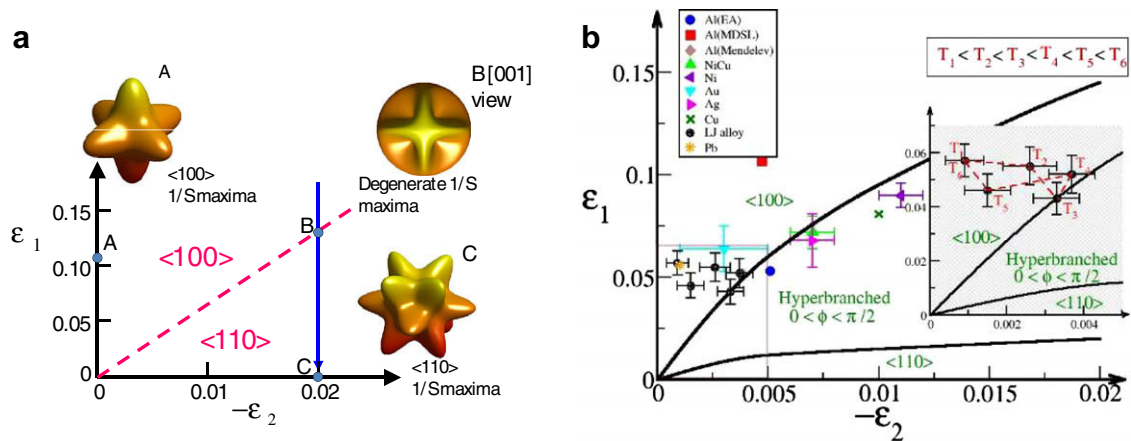 a
A
B[001]
view
<100>
1/Smaxima
Degenerate 1/S
maxima
ε1
0.15
0.10
0.05
0
A
B
C
<100>
<110>
0.01
0.02
−ε2
C
<110>
1/Smaxima
b
Al(EA)
Al(MDSL)
Al(Mendelev)
NiCu
Ni
Au
Ag
Cu
LJ alloy
Pb
T1 < T2 < T3 < T4 < T5 < T6
ε1
0.15
0.1
0.05
0
<100>
Hyperbranched
0 < ϕ < π/2
<110>
0.005
0.01
0.015
0.02
−ε2
0.06
0.04
0.02
0.00
T2
T3
T5
T6
<100>
Hyperbranched
0 < ϕ < π/2
<110>
0
0.002
0.004